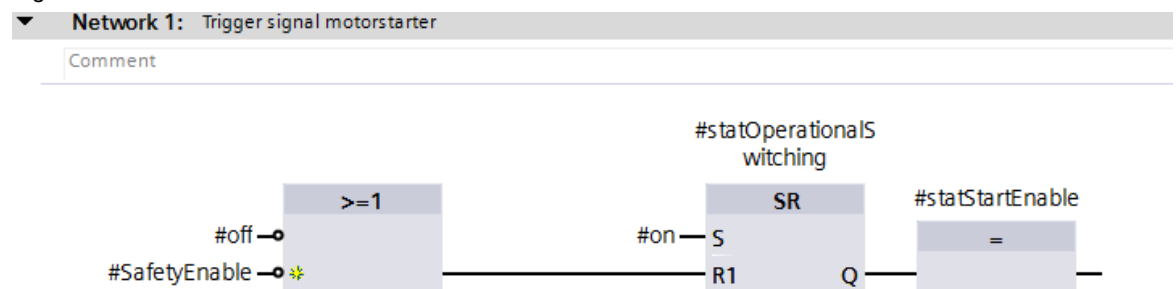 Network 1: Trigger signal motorstarter
Comment
#statOperationalS
witching
>=1
SR
#statStartEnable
#off
#on
S
=
#SafetyEnable
R1
Q